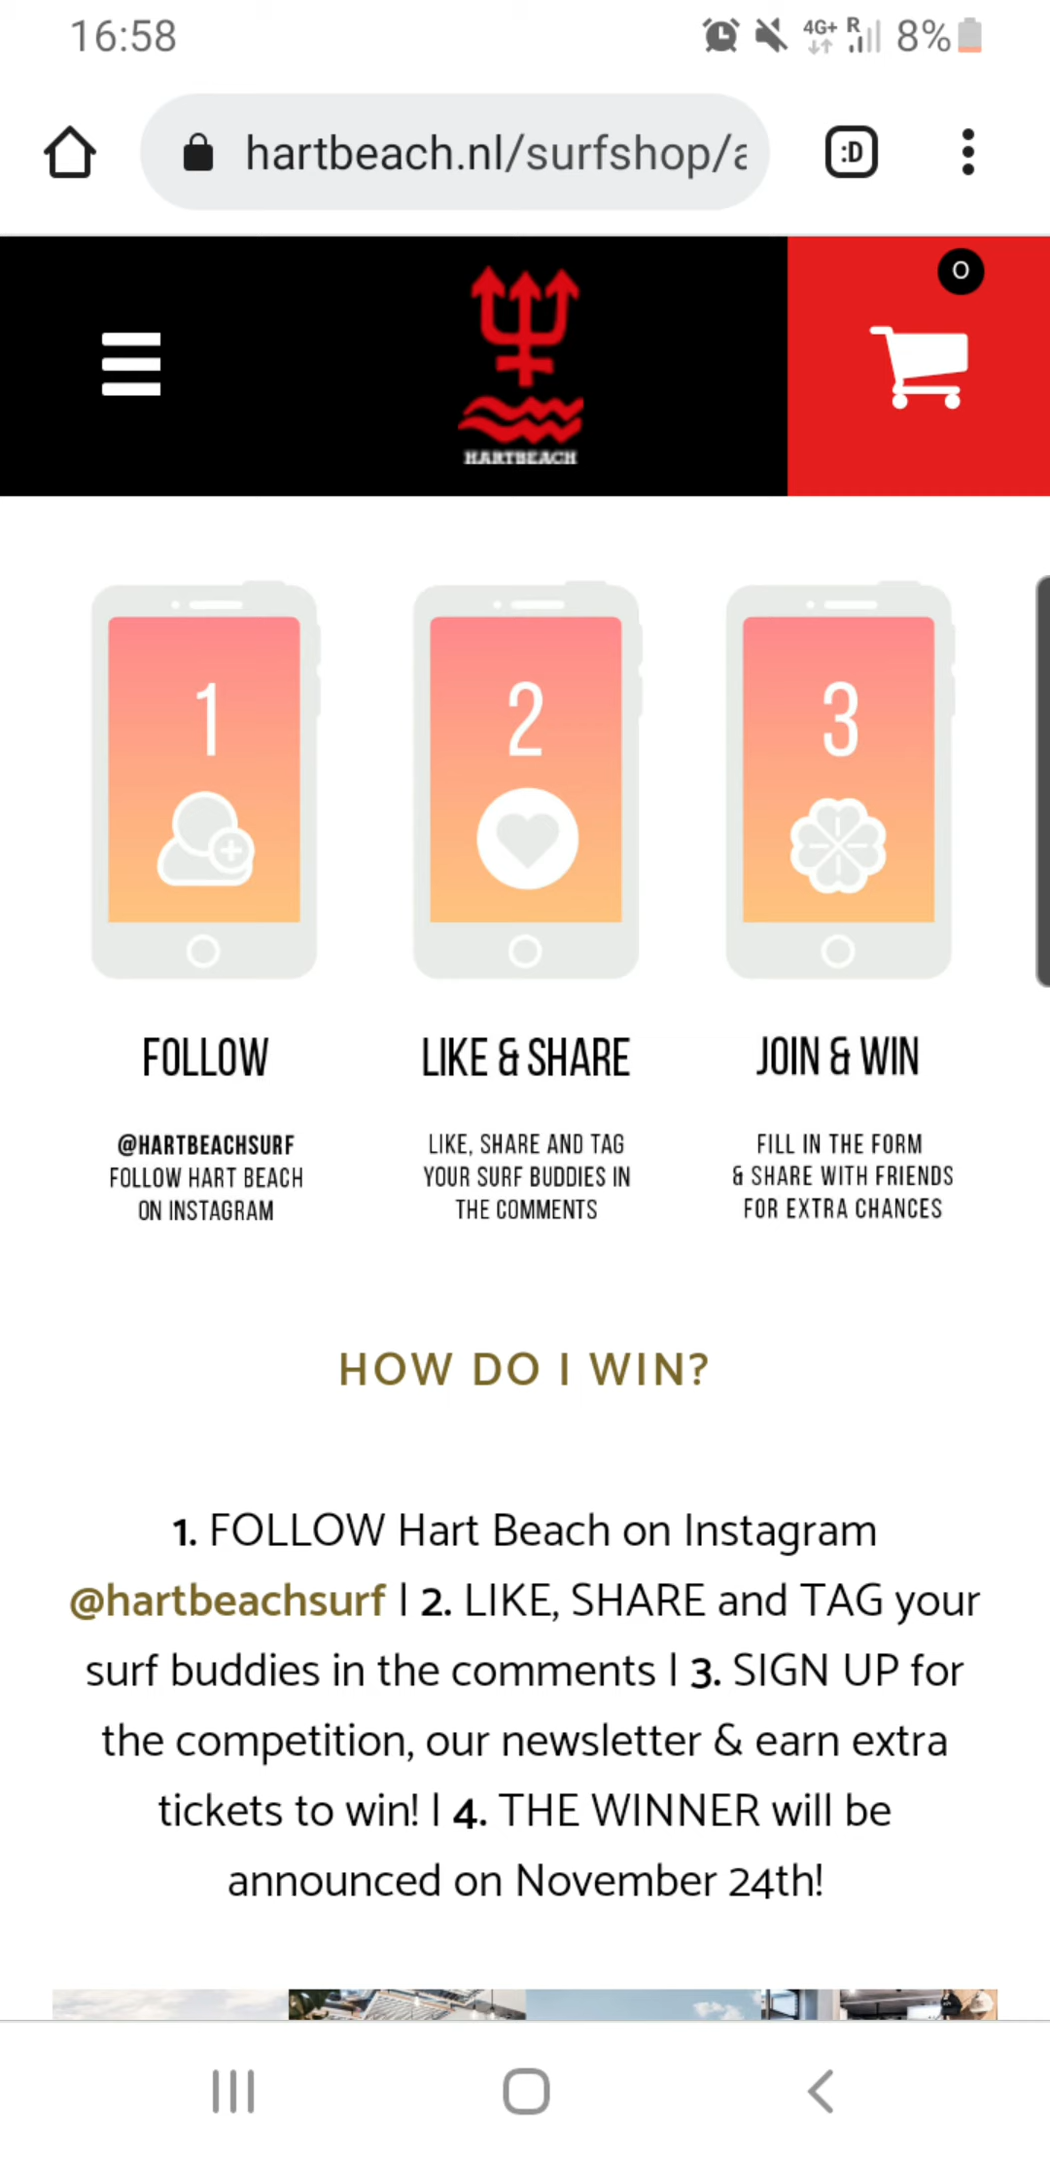 16:58
4G+ R 8%
hartbeach.nl/surfshop/a
:D
0
HARTBEACH
1 2 3
FOLLOW
@HARTBEACHSURF
FOLLOW HART BEACH
ON INSTAGRAM
LIKE & SHARE
LIKE, SHARE AND TAG
YOUR SURF BUDDIES IN
THE COMMENTS
JOIN & WIN
FILL IN THE FORM
& SHARE WITH FRIENDS
FOR EXTRA CHANCES
HOW DO I WIN?
1. FOLLOW Hart Beach on Instagram
@hartbeachsurf | 2. LIKE, SHARE and TAG your
surf buddies in the comments | 3. SIGN UP for
the competition, our newsletter & earn extra
tickets to win! | 4. THE WINNER will be
announced on November 24th!